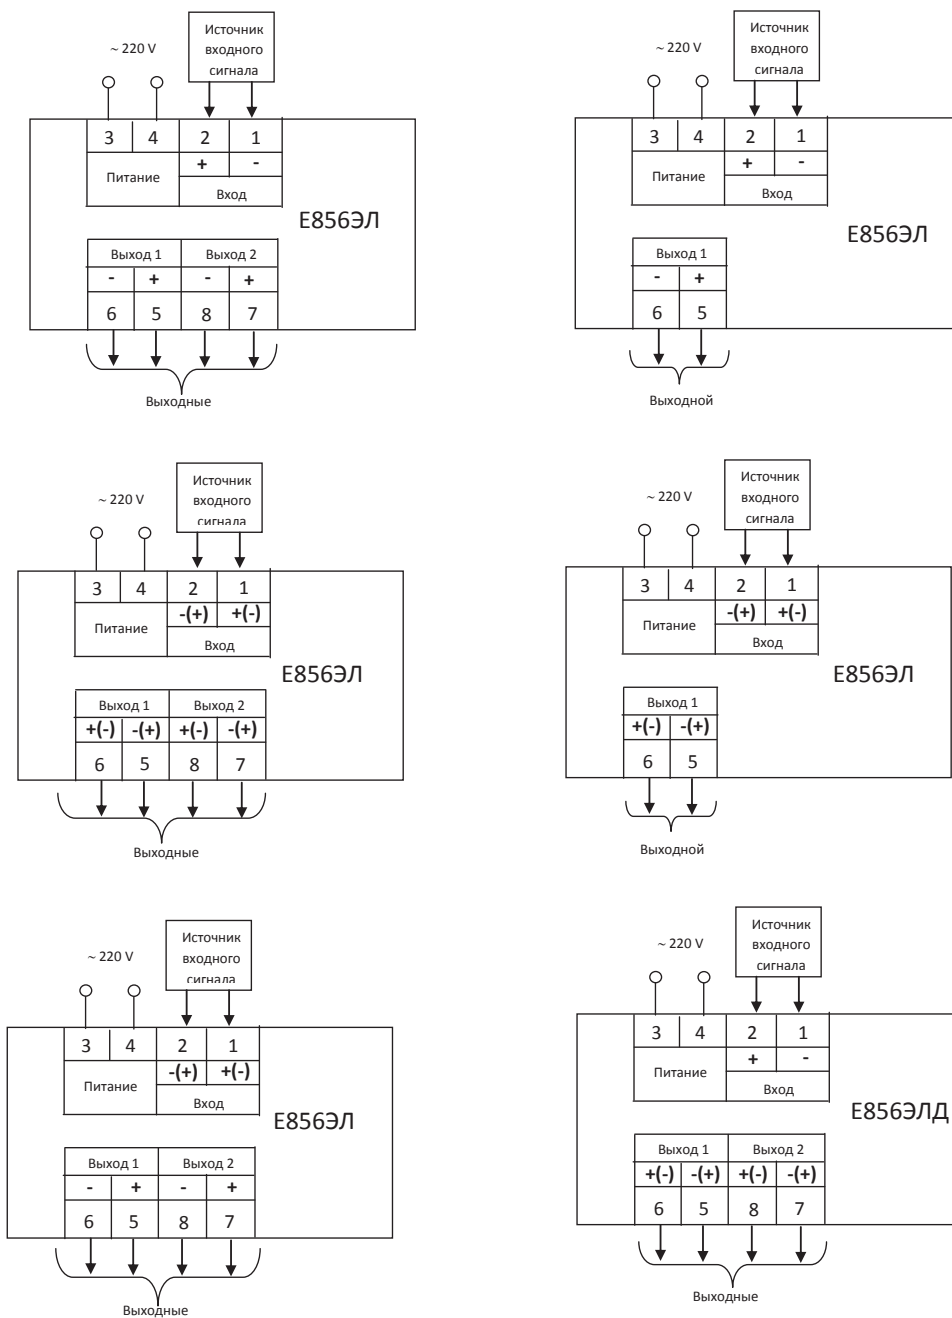 ~ 220 V
Источник
входного
сигнала
3 4 2 1
+ -
Питание
Вход
Е856ЭЛ
Выход 1 Выход 2
- + - +
6 5 8 7
Выходные
~ 220 V
Источник
входного
сигнала
3 4 2 1
+ -
Питание
Вход
Е856ЭЛ
Выход 1
- +
6 5
Выходной
~ 220 V
Источник
входного
сигнала
3 4 2 1
-(+) +(-)
Питание
Вход
Е856ЭЛ
Выход 1 Выход 2
+(-) -(+) +(-) -(+)
6 5 8 7
Выходные
~ 220 V
Источник
входного
сигнала
3 4 2 1
-(+) +(-)
Питание
Вход
Е856ЭЛ
Выход 1
+(-) -(+)
6 5
Выходной
~ 220 V
Источник
входного
сигнала
3 4 2 1
-(+) +(-)
Питание
Вход
Е856ЭЛ
Выход 1 Выход 2
- + - +
6 5 8 7
Выходные
~ 220 V
Источник
входного
сигнала
3 4 2 1
+ -
Питание
Вход
Е856ЭЛД
Выход 1 Выход 2
+(-) -(+) +(-) -(+)
6 5 8 7
Выходные